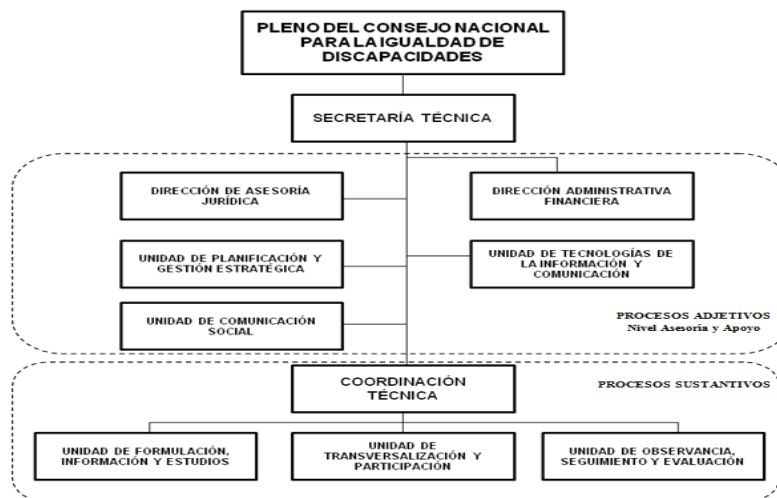 PLENO DEL CONSEJO NACIONAL
PARA LA IGUALDAD DE
DISCAPACIDADES
SECRETARÍA TÉCNICA
DIRECCIÓN DE ASESORÍA
JURÍDICA
DIRECCIÓN ADMINISTRATIVA
FINANCIERA
UNIDAD DE PLANIFICACIÓN Y
GESTIÓN ESTRATÉGICA
UNIDAD DE TECNOLOGÍAS DE
LA INFORMACIÓN Y
COMUNICACIÓN
UNIDAD DE COMUNICACIÓN
SOCIAL
PROCESOS ADJETIVOS
Nivel Asesoría y Apoyo
COORDINACIÓN
TÉCNICA
PROCESOS SUSTANTIVOS
UNIDAD DE FORMULACIÓN,
INFORMACIÓN Y ESTUDIOS
UNIDAD DE
TRANSVERSALIZACIÓN Y
PARTICIPACIÓN
UNIDAD DE OBSERVANCIA,
SEGUIMIENTO Y EVALUACIÓN